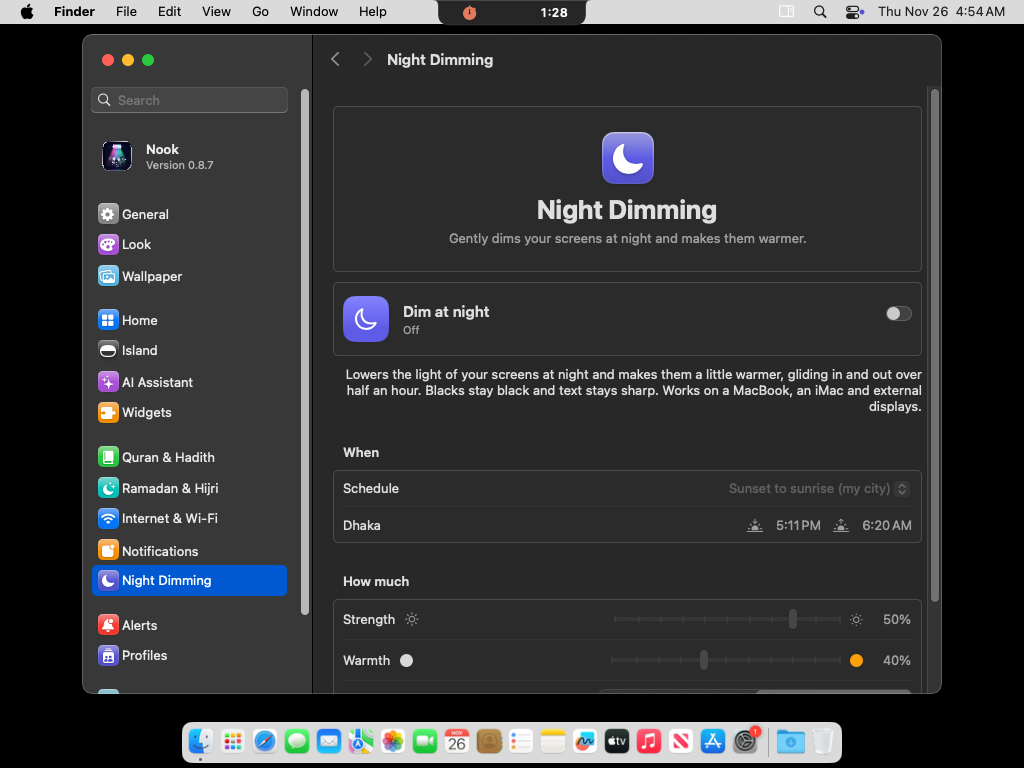 Finder File Edit View Go Window Help 1:28 Thu Nov 26 4:54 AM
Night Dimming
Search
Nook
Version 0.8.7
General
Look
Wallpaper
Home
Island
AI Assistant
Widgets
Quran & Hadith
Ramadan & Hijri
Internet & Wi-Fi
Notifications
Night Dimming
Alerts
Profiles
Night Dimming
Gently dims your screens at night and makes them warmer.
Dim at night
Off
Lowers the light of your screens at night and makes them a little warmer, gliding in and out over
half an hour. Blacks stay black and text stays sharp. Works on a MacBook, an iMac and external
displays.
When
Schedule Sunset to sunrise (my city)
Dhaka 5:11 PM 6:20 AM
How much
Strength 50%
Warmth 40%
NOV
26
tv
1